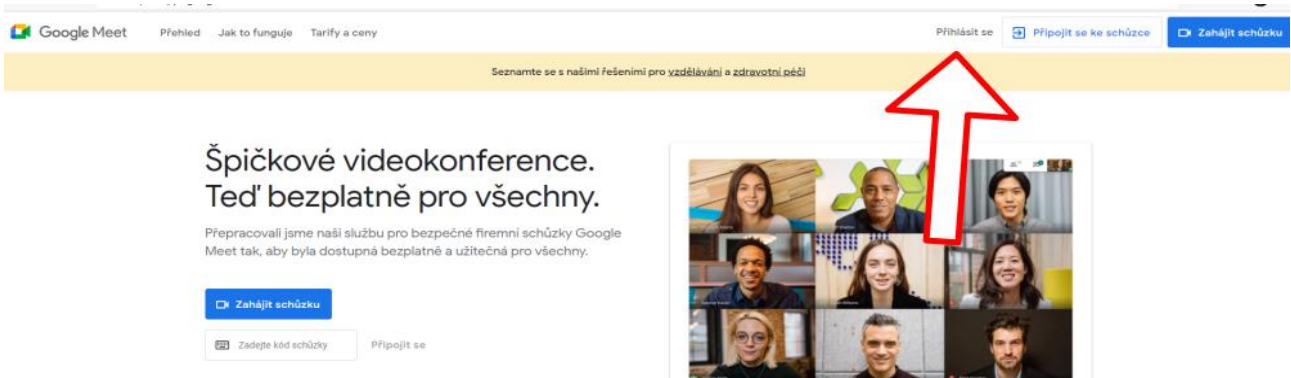 Google Meet
Přehled Jak to funguje Tarify a ceny
Přihlásit se
Připojit se ke schůzce
Zahájit schůzku
Seznamte se s našimi řešeními pro vzdělávání a zdravotní péči
Špičkové videokonference.
Teď bezplatně pro všechny.
Přepracovali jsme naši službu pro bezpečné firemní schůzky Google
Meet tak, aby byla dostupná bezplatně a užitečná pro všechny.
Zahájit schůzku
Zadejte kód schůzky
Připojit se